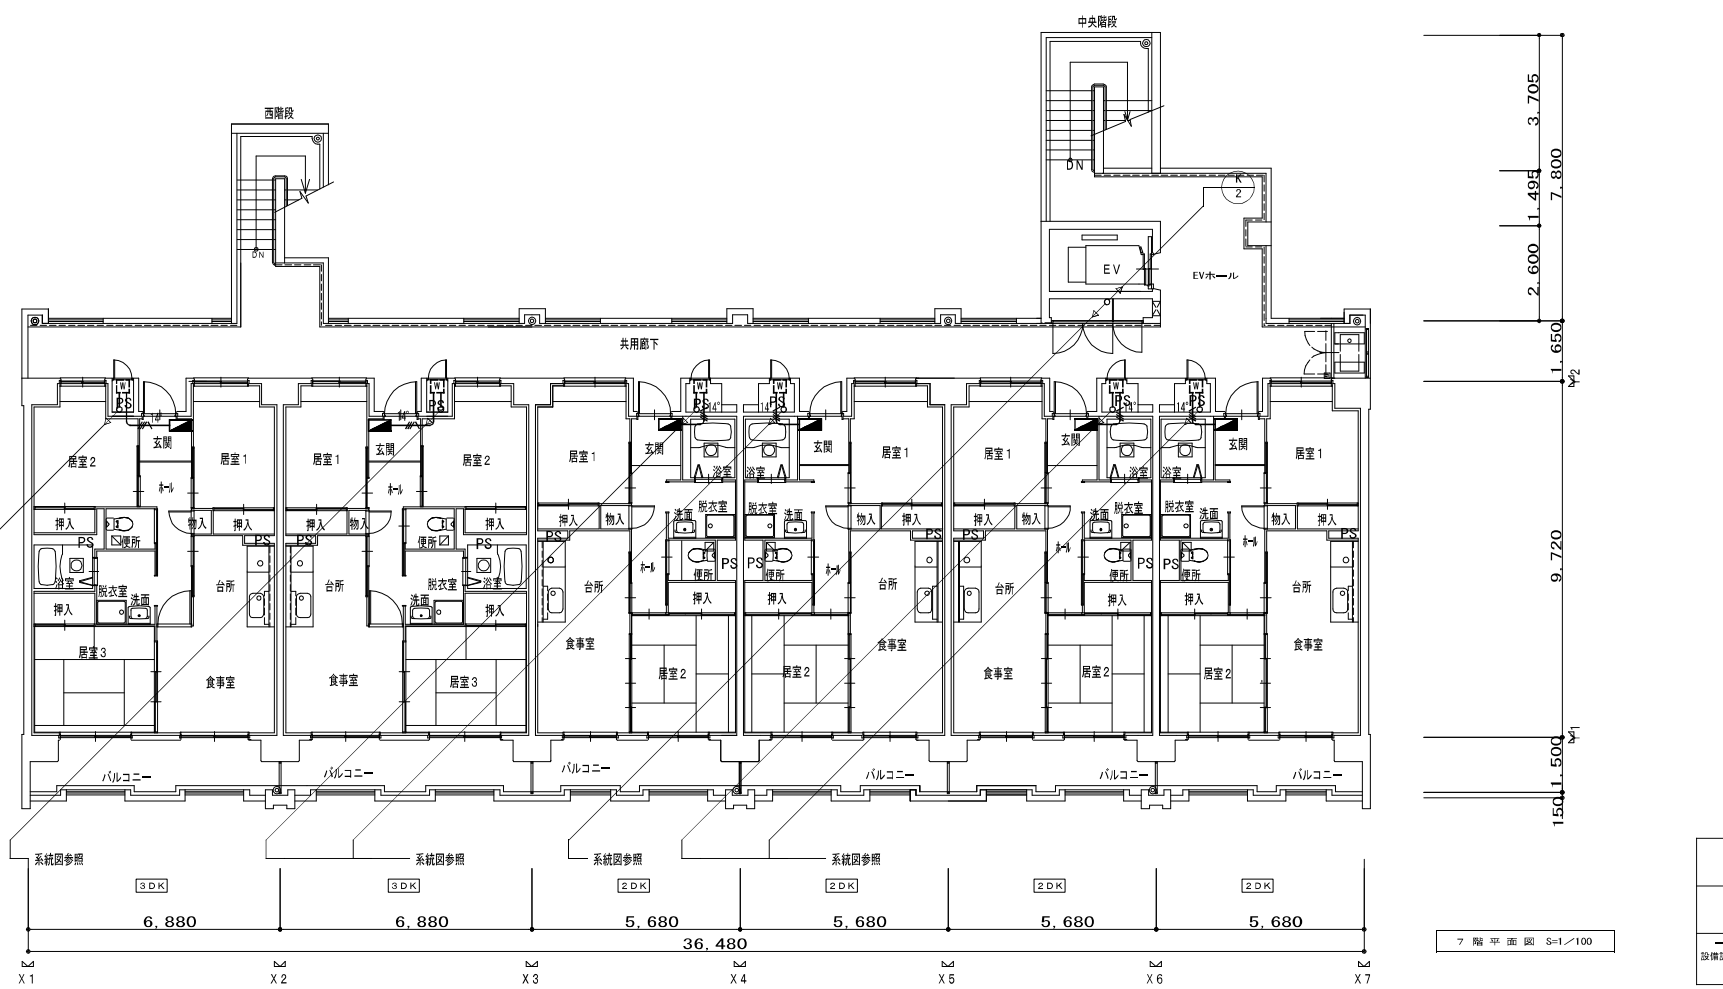 中央階段
西階段
3,705
7,800
1,495
2,600
DN
K
2
DN
EV
EVホール
共用廊下
1,650
Y2
W
PS
14°
W
PS
14°
W
PS
14°
W
PS
14°
W
PS
14°
W
PS
14°
居室2
玄関
居室1
居室1
玄関
居室2
居室1
玄関
浴室
浴室
玄関
居室1
居室1
玄関
浴室
浴室
玄関
居室1
ホール
ホール
脱衣室
脱衣室
脱衣室
脱衣室
押入
物入
押入
押入
物入
押入
押入
物入
洗面
洗面
物入
押入
押入
物入
洗面
洗面
物入
押入
PS
便所
PS
PS
便所
PS
PS
PS
PS
PS
PS
PS
PS
PS
9,720
浴室
脱衣室
台所
台所
脱衣室
浴室
台所
ホール
便所
便所
ホール
台所
台所
ホール
便所
便所
ホール
台所
押入
洗面
洗面
押入
押入
押入
押入
押入
居室3
食事室
食事室
居室3
食事室
居室2
居室2
食事室
食事室
居室2
居室2
食事室
Y1
バルコニー
バルコニー
バルコニー
バルコニー
バルコニー
バルコニー
1,500
150
系統図参照
系統図参照
系統図参照
系統図参照
3DK
3DK
2DK
2DK
2DK
2DK
6,880
6,880
5,680
5,680
5,680
5,680
36,480
7 階 平 面 図 S=1/100
X1
X2
X3
X4
X5
X6
X7